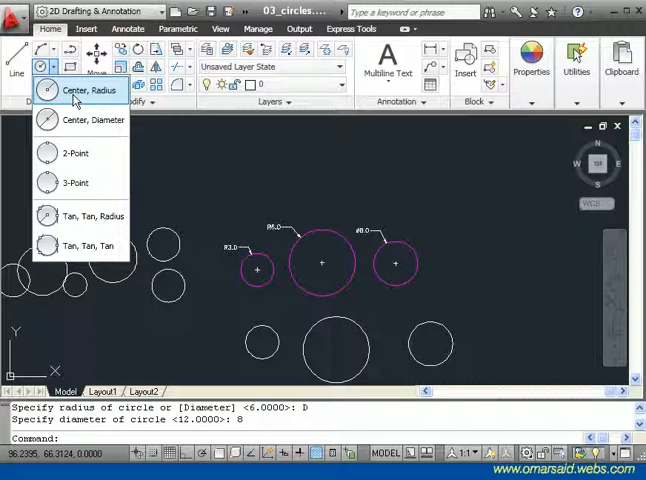 2D Drafting & Annotation
03_circles....
Type a keyword or phrase
Home Insert Annotate Parametric View Manage Output Express Tools
Line
Move
Unsaved Layer State
0
Multiline Text
Insert
Utilities
Clipboard
Layers
Annotation
Block
Center, Radius
Center, Diameter
2-Point
3-Point
Tan, Tan, Radius
Tan, Tan, Tan
N
W TOP E
S
WCS
R3.0
R6.0
ø8.0
Y
X
Model Layout1 Layout2
Specify radius of circle or [Diameter] <6.0000>: D
Specify diameter of circle <12.0000>: 8
Command:
96.2395, 66.3124, 0.0000
MODEL
1:1
www.omarsaid.webs.com